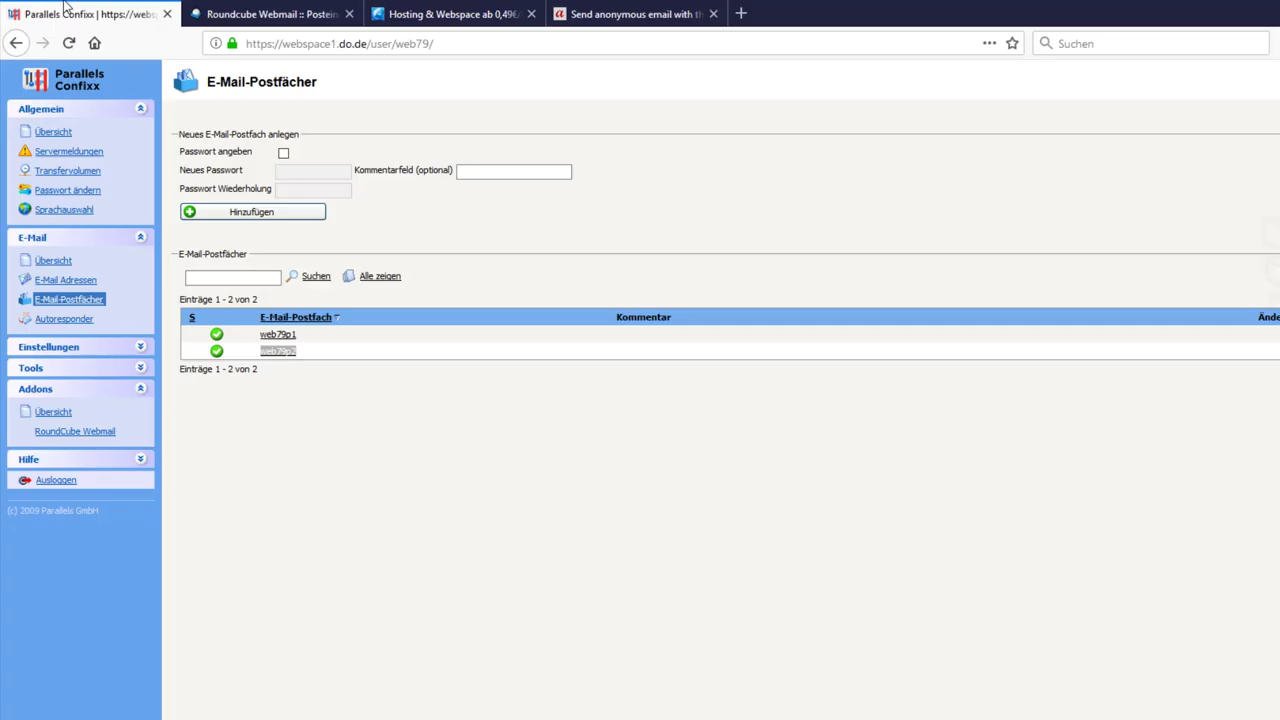 Parallels Confixx | https://webs
Roundcube Webmail :: Postein
Hosting & Webspace ab 0,49€/
Send anonymous email with th
https://webspace1.do.de/user/web79/
Suchen
Parallels
Confixx
Allgemein
Übersicht
Servermeldungen
Transfervolumen
Passwort ändern
Sprachauswahl
E-Mail
Übersicht
E-Mail Adressen
E-Mail-Postfächer
Autoresponder
Einstellungen
Tools
Addons
Übersicht
RoundCube Webmail
Hilfe
Ausloggen
(c) 2009 Parallels GmbH
E-Mail-Postfächer
Neues E-Mail-Postfach anlegen
Passwort angeben
Neues Passwort
Kommentarfeld (optional)
Passwort Wiederholung
Hinzufügen
E-Mail-Postfächer
Suchen
Alle zeigen
Einträge 1 - 2 von 2
S E-Mail-Postfach Kommentar Ände
web79p1
web79p2
Einträge 1 - 2 von 2